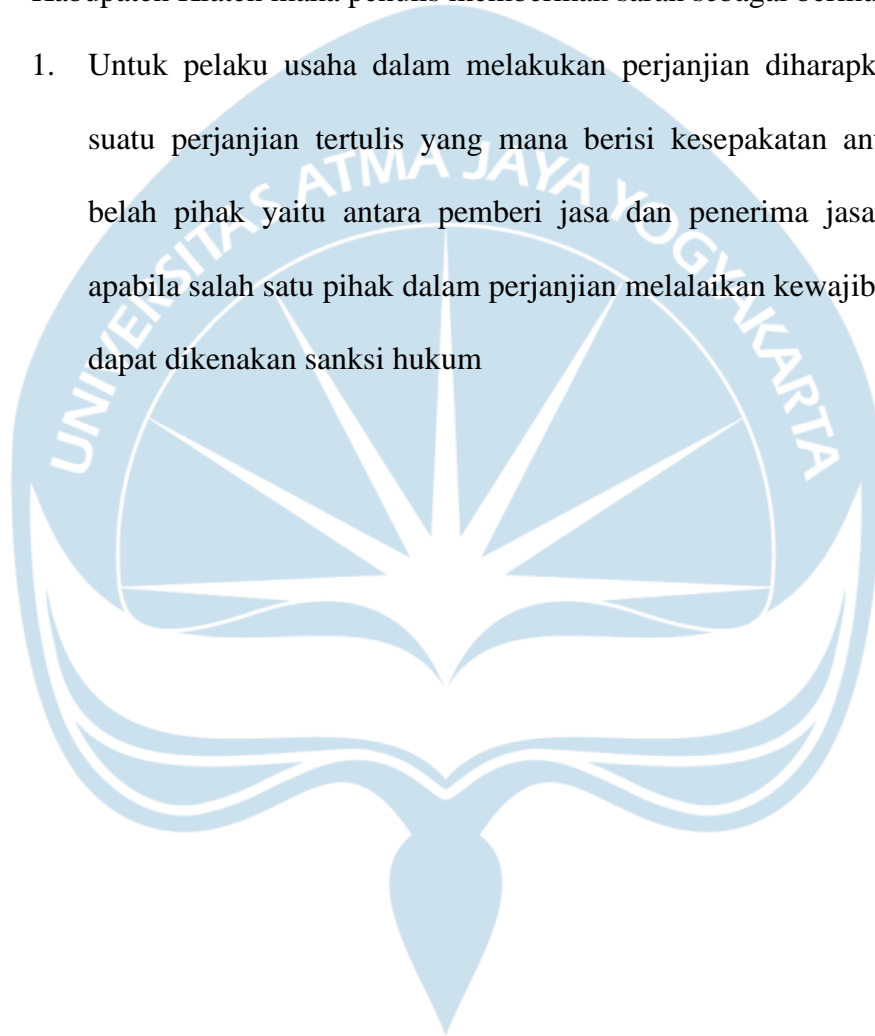 Kabupaten Klaten maka penulis memberikan saran sebagai
1. Untuk pelaku usaha dalam melakukan perjanjian diharapk
suatu perjanjian tertulis yang mana berisi kesepakatan ant
belah pihak yaitu antara pemberi jasa dan penerima jasa
apabila salah satu pihak dalam perjanjian melalaikan kewajib
dapat dikenakan sanksi hukum
UNIVERSITAS ATMA JAYA YOGYAKARTA